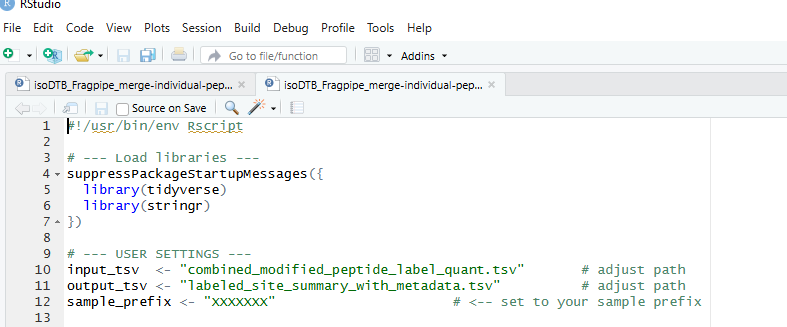 RStudio
File Edit Code View Plots Session Build Debug Profile Tools Help
Go to file/function Addins
isoDTB_Fragpipe_merge-individual-pep... isoDTB_Fragpipe_merge-individual-pep...
Source on Save
1 #!/usr/bin/env Rscript
2
3 # --- Load libraries ---
4 suppressPackageStartupMessages({
5   library(tidyverse)
6   library(stringr)
7 })
8
9 # --- USER SETTINGS ---
10 input_tsv  <- "combined_modified_peptide_label_quant.tsv"       # adjust path
11 output_tsv <- "labeled_site_summary_with_metadata.tsv"          # adjust path
12 sample_prefix <- "XXXXXXX"                       # <-- set to your sample prefix
13